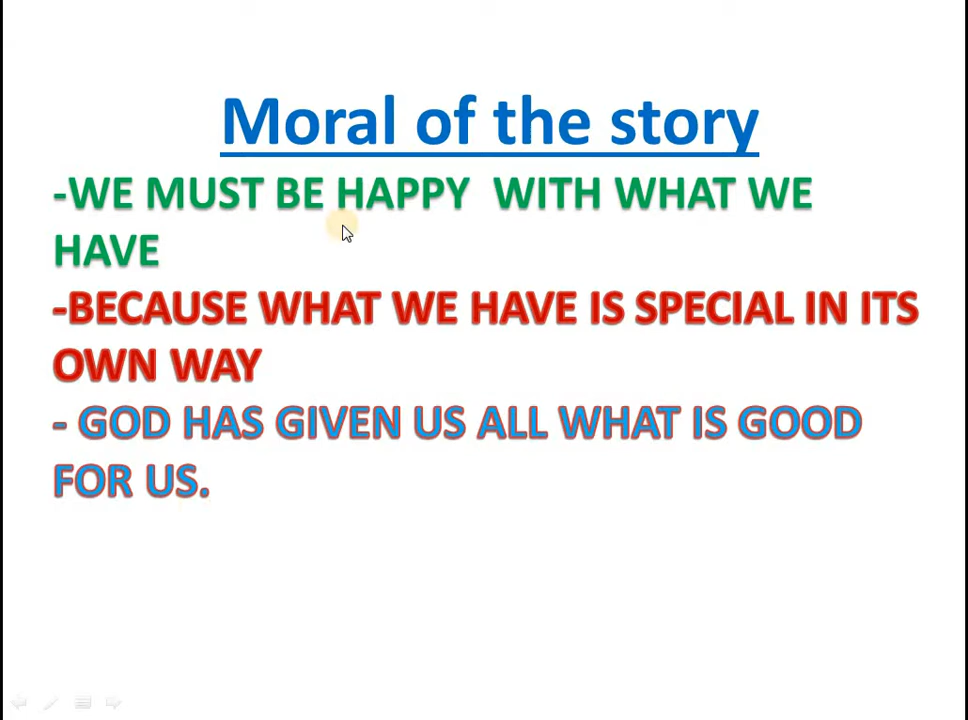 Moral of the story
-WE MUST BE HAPPY  WITH WHAT WE
HAVE
-BECAUSE WHAT WE HAVE IS SPECIAL IN ITS
OWN WAY
- GOD HAS GIVEN US ALL WHAT IS GOOD
FOR US.